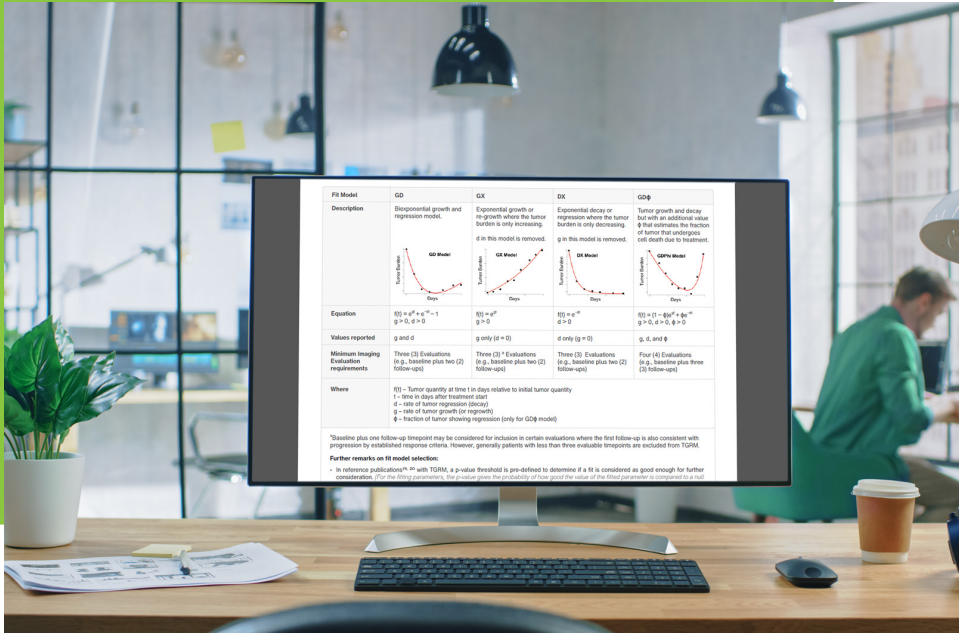 Fit Model GD GX DX GDϕ
Description
Biexponential growth and
regression model.
GD Model
Tumor Burden
Days
Exponential growth or
re-growth where the tumor
burden is only increasing.
d in this model is removed.
GX Model
Tumor Burden
Days
Exponential decay or
regression where the tumor
burden is only decreasing.
g in this model is removed.
DX Model
Tumor Burden
Days
Tumor growth and decay
but with an additional value
ϕ that estimates the fraction
of tumor that undergoes
cell death due to treatment.
GDPhi Model
Tumor Burden
Days
Equation
f(t) = e^gt + e^-dt − 1
g > 0, d > 0
f(t) = e^gt
g > 0
f(t) = e^-dt
d > 0
f(t) = (1 − ϕ)e^gt + ϕe^-dt
g > 0, d > 0, ϕ > 0
Values reported g and d g only (d = 0) d only (g = 0) g, d, and ϕ
Minimum Imaging
Evaluation
requirements
Three (3) Evaluations
(e.g., baseline plus two (2)
follow-ups)
Three (3) * Evaluations
(e.g., baseline plus two (2)
follow-ups)
Three (3) Evaluations
(e.g., baseline plus two (2)
follow-ups)
Four (4) Evaluations
(e.g., baseline plus three
(3) follow-ups)
Where
f(t) – Tumor quantity at time t in days relative to initial tumor quantity
t - time in days after treatment start
d – rate of tumor regression (decay)
g – rate of tumor growth (or regrowth)
ϕ – fraction of tumor showing regression (only for GDϕ model)
*Baseline plus one follow-up timepoint may be considered for inclusion in certain evaluations where the first follow-up is also consistent with
progression by established response criteria. However, generally patients with less than three evaluable timepoints are excluded from TGRM.
Further remarks on fit model selection:
- In reference publications with TGRM, a p-value threshold is pre-defined to determine if a fit is considered as good enough for further
consideration. (For the fitting parameters, the p-value gives the probability of how good the value of the fitted parameter is compared to a null